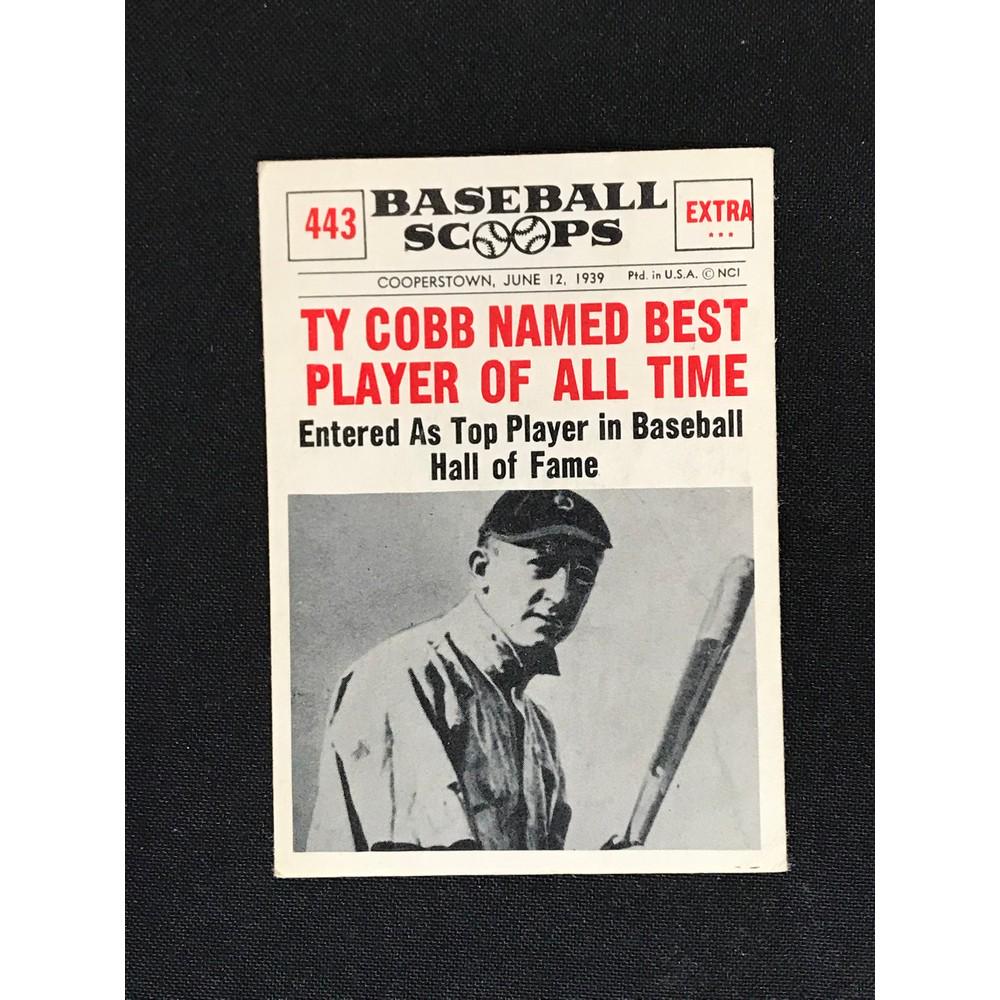 443
BASEBALL
SCOOPS
EXTRA
***
COOPERSTOWN, JUNE 12, 1939 Ptd. in U.S.A. © NCI
TY COBB NAMED BEST
PLAYER OF ALL TIME
Entered As Top Player in Baseball
Hall of Fame